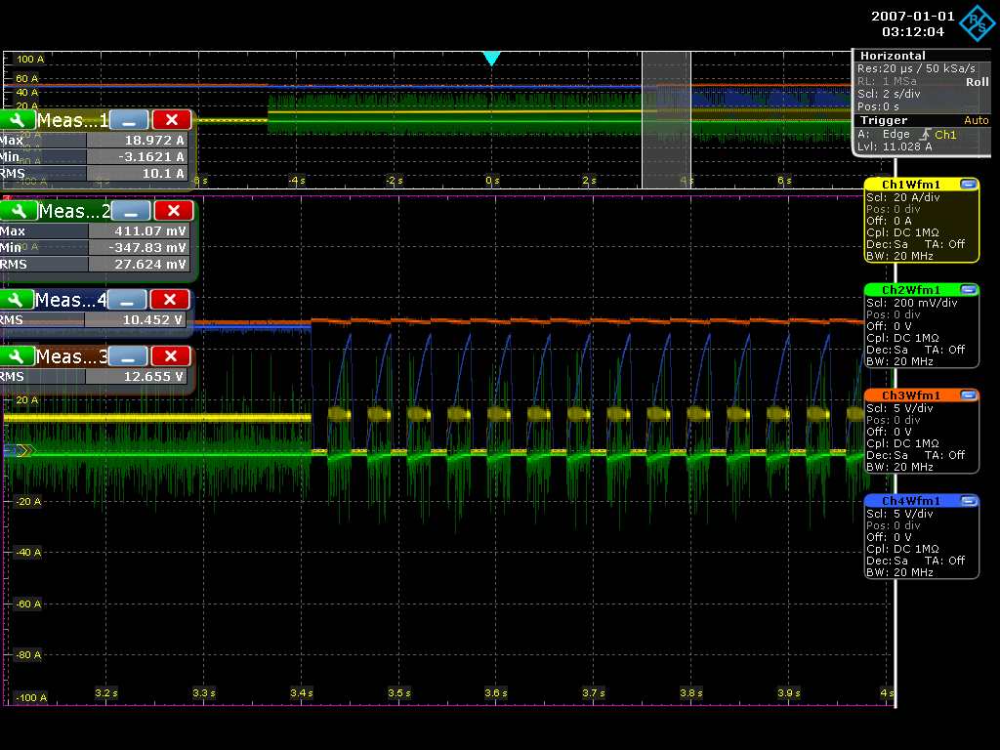 2007-01-01
03:12:04
R&S
Horizontal
Res:20 µs / 50 kSa/s
RL: 1 MSa
Roll
Scl: 2 s/div
Pos:0 s
Trigger
Auto
A: Edge Ch1
Lvl: 11.028 A
100 A
60 A
40 A
20 A
-100 A
-6 s
-4 s
-2 s
0 s
2 s
4 s
6 s
Meas...1
Max 18.972 A
Min -3.1621 A
RMS 10.1 A
Meas...2
Max 411.07 mV
Min -347.83 mV
RMS 27.624 mV
Meas...4
RMS 10.452 V
Meas...3
RMS 12.655 V
20 A
-20 A
-40 A
-60 A
-80 A
-100 A
3.2 s
3.3 s
3.4 s
3.5 s
3.6 s
3.7 s
3.8 s
3.9 s
4 s
Ch1Wfm1
Scl: 20 A/div
Pos: 0 div
Off: 0 A
Cpl: DC 1MΩ
Dec: Sa TA: Off
BW: 20 MHz
Ch2Wfm1
Scl: 200 mV/div
Pos: 0 div
Off: 0 V
Cpl: DC 1MΩ
Dec: Sa TA: Off
BW: 20 MHz
Ch3Wfm1
Scl: 5 V/div
Pos: 0 div
Off: 0 V
Cpl: DC 1MΩ
Dec: Sa TA: Off
BW: 20 MHz
Ch4Wfm1
Scl: 5 V/div
Pos: 0 div
Off: 0 V
Cpl: DC 1MΩ
Dec: Sa TA: Off
BW: 20 MHz